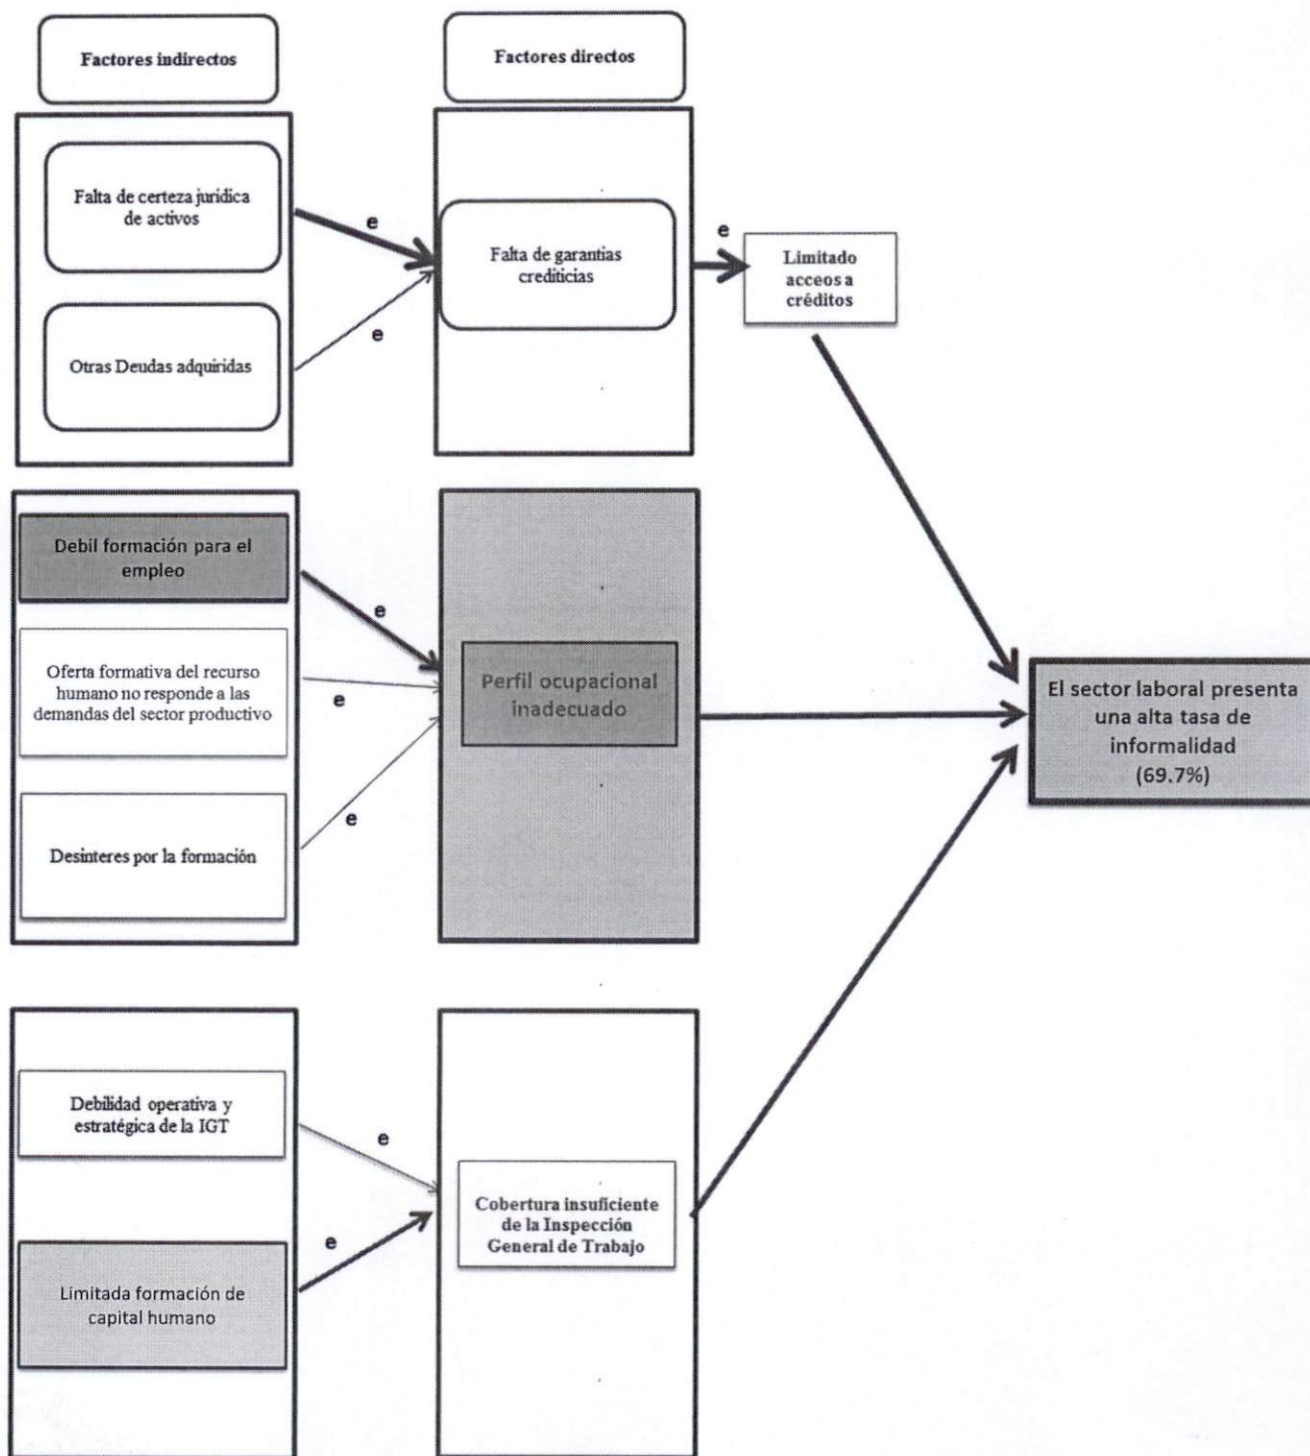 Factores indirectos
Factores directos
Falta de certeza jurídica
de activos
e
Otras Deudas adquiridas
e
Falta de garantías
crediticias
e
Limitado
acceos a
créditos
Debil formación para el
empleo
e
Oferta formativa del recurso
humano no responde a las
demandas del sector productivo
e
Desinteres por la formación
e
Perfil ocupacional
inadecuado
El sector laboral presenta
una alta tasa de
informalidad
(69.7%)
Debilidad operativa y
estratégica de la IGT
e
Limitada formación de
capital humano
e
Cobertura insuficiente
de la Inspección
General de Trabajo